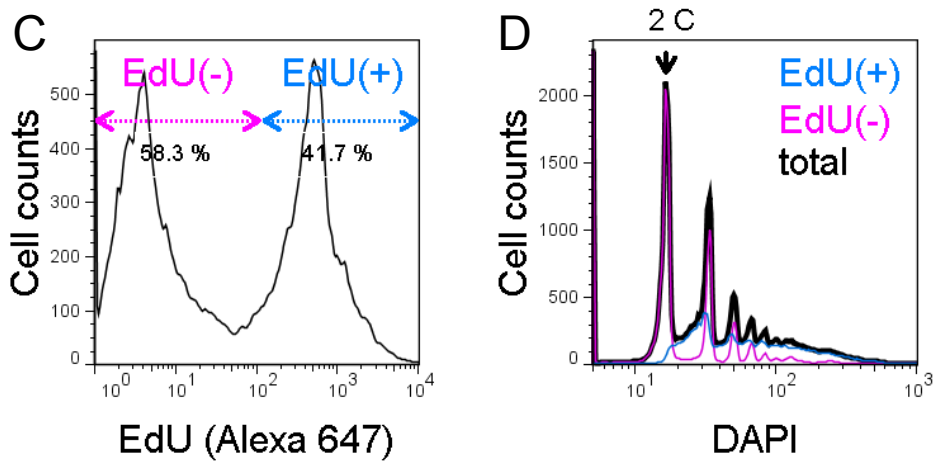 C
EdU(-)
EdU(+)
58.3 %
41.7 %
500
400
300
200
100
0
Cell counts
10^0
10^1
10^2
10^3
10^4
EdU (Alexa 647)
D
2 C
EdU(+)
EdU(-)
total
2000
1500
1000
500
0
Cell counts
10^1
10^2
10^3
DAPI